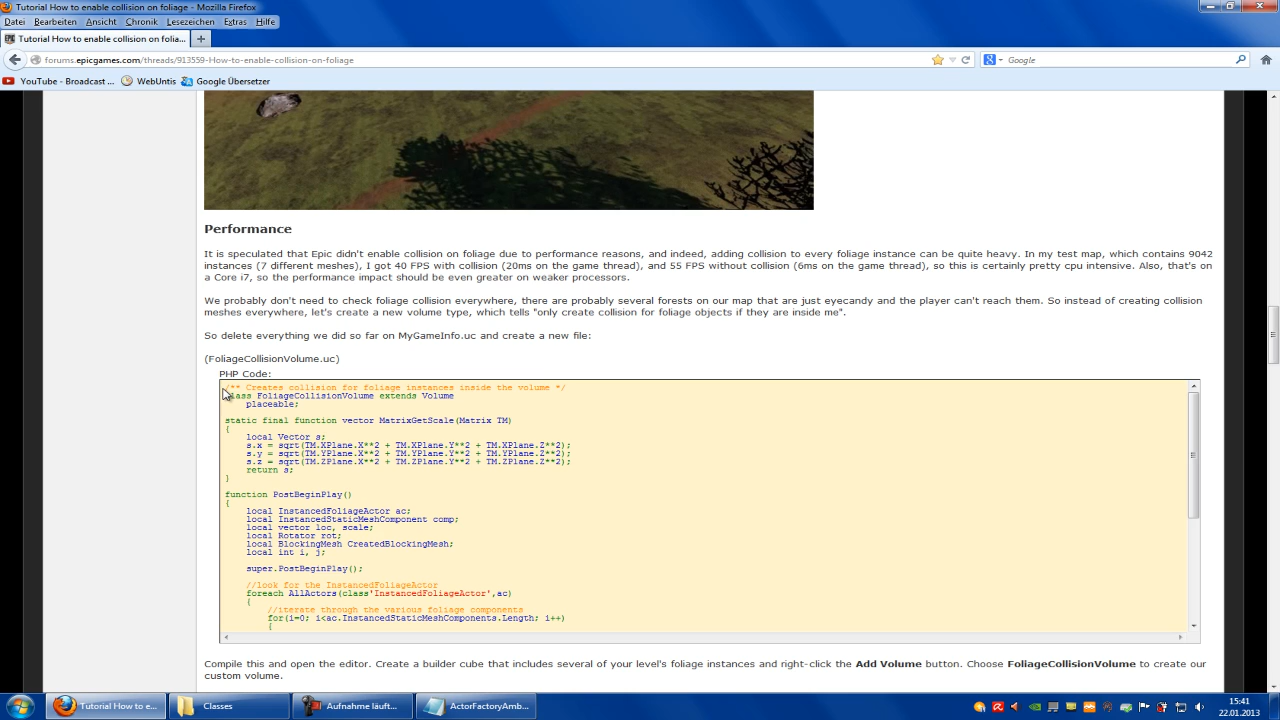 Tutorial How to enable collision on foliage - Mozilla Firefox
Datei Bearbeiten Ansicht Chronik Lesezeichen Extras Hilfe
Tutorial How to enable collision on folia...
forums.epicgames.com/threads/913559-How-to-enable-collision-on-foliage
Google
YouTube - Broadcast ... WebUntis Google Übersetzer
Performance
It is speculated that Epic didn't enable collision on foliage due to performance reasons, and indeed, adding collision to every foliage instance can be quite heavy. In my test map, which contains 9042
instances (7 different meshes), I got 40 FPS with collision (20ms on the game thread), and 55 FPS without collision (6ms on the game thread), so this is certainly pretty cpu intensive. Also, that's on
a Core i7, so the performance impact should be even greater on weaker processors.
We probably don't need to check foliage collision everywhere, there are probably several forests on our map that are just eyecandy and the player can't reach them. So instead of creating collision
meshes everywhere, let's create a new volume type, which tells "only create collision for foliage objects if they are inside me".
So delete everything we did so far on MyGameInfo.uc and create a new file:
(FoliageCollisionVolume.uc)
PHP Code:
/** Creates collision for foliage instances inside the volume */
class FoliageCollisionVolume extends Volume
placeable;
static final function vector MatrixGetScale(Matrix TM)
{
local Vector s;
s.x = sqrt(TM.XPlane.X**2 + TM.XPlane.Y**2 + TM.XPlane.Z**2);
s.y = sqrt(TM.YPlane.X**2 + TM.YPlane.Y**2 + TM.YPlane.Z**2);
s.z = sqrt(TM.ZPlane.X**2 + TM.ZPlane.Y**2 + TM.ZPlane.Z**2);
return s;
}
function PostBeginPlay()
{
local InstancedFoliageActor ac;
local InstancedStaticMeshComponent comp;
local vector loc, scale;
local Rotator rot;
local BlockingMesh CreatedBlockingMesh;
local int i, j;
super.PostBeginPlay();
//look for the InstancedFoliageActor
foreach AllActors(class'InstancedFoliageActor',ac)
{
//iterate through the various foliage components
for(i=0; i<ac.InstancedStaticMeshComponents.Length; i++)
{
Compile this and open the editor. Create a builder cube that includes several of your level's foliage instances and right-click the Add Volume button. Choose FoliageCollisionVolume to create our
custom volume.
Tutorial How to e... Classes Aufnahme läuft... ActorFactoryAmb...
15:41
22.01.2013